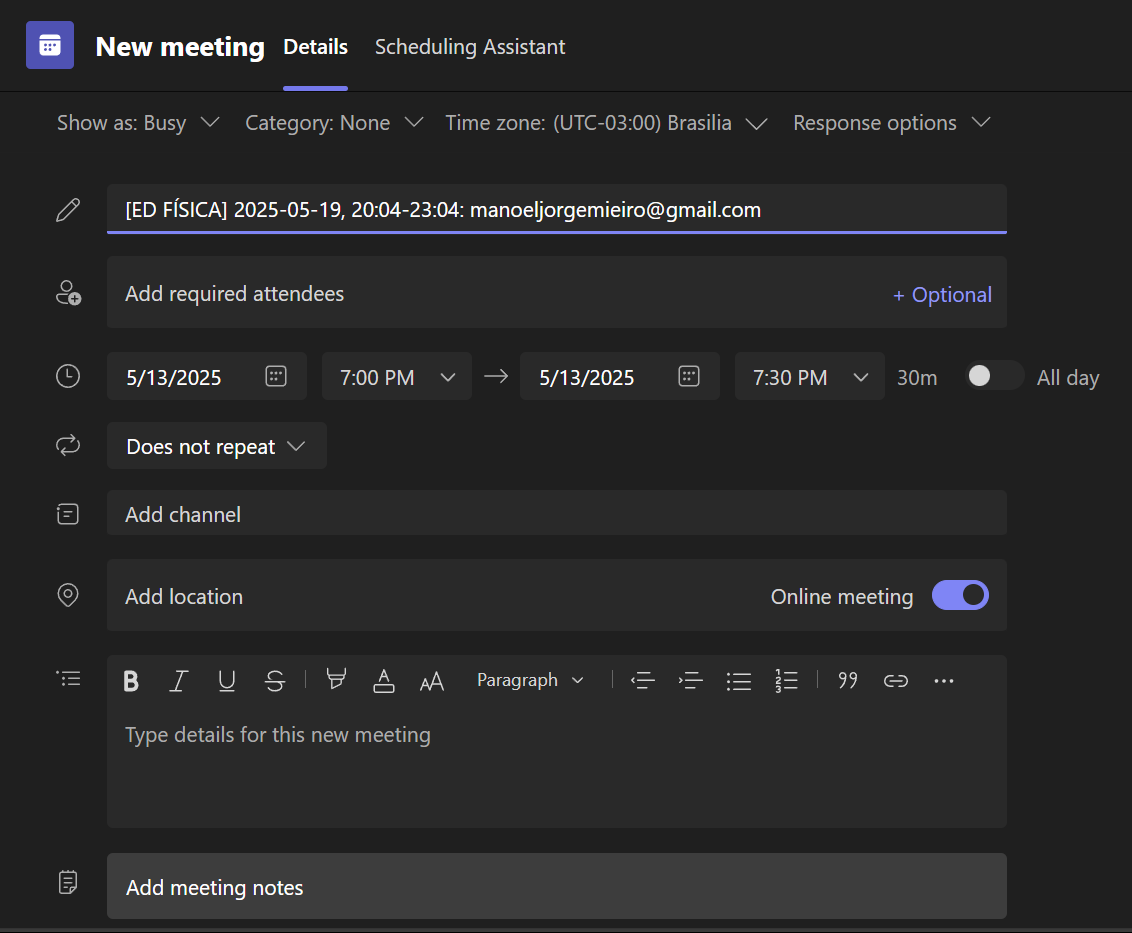 New meeting Details Scheduling Assistant
Show as: Busy Category: None Time zone: (UTC-03:00) Brasilia Response options
[ED FÍSICA] 2025-05-19, 20:04-23:04: manoeljorgemieiro@gmail.com
Add required attendees + Optional
5/13/2025 7:00 PM 5/13/2025 7:30 PM 30m All day
Does not repeat
Add channel
Add location Online meeting
Paragraph
Type details for this new meeting
Add meeting notes